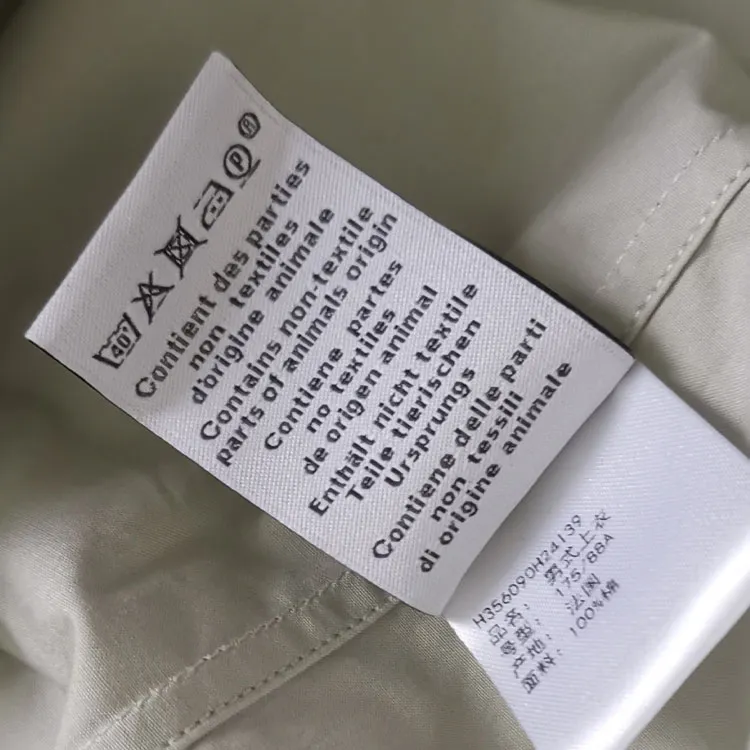 40
P
R
Contient des parties
non textiles
d'origine animale
Contains non-textile
parts of animals origin
Contiene partes
no textiles
de origen animal
Enthält nicht textile
Teile tierischen
Ursprungs
Contiene delle parti
non tessili
di origine animale
H356090H24139
品名: 男式上衣
号型: 175/88A
产地: 法国
面料: 100%棉